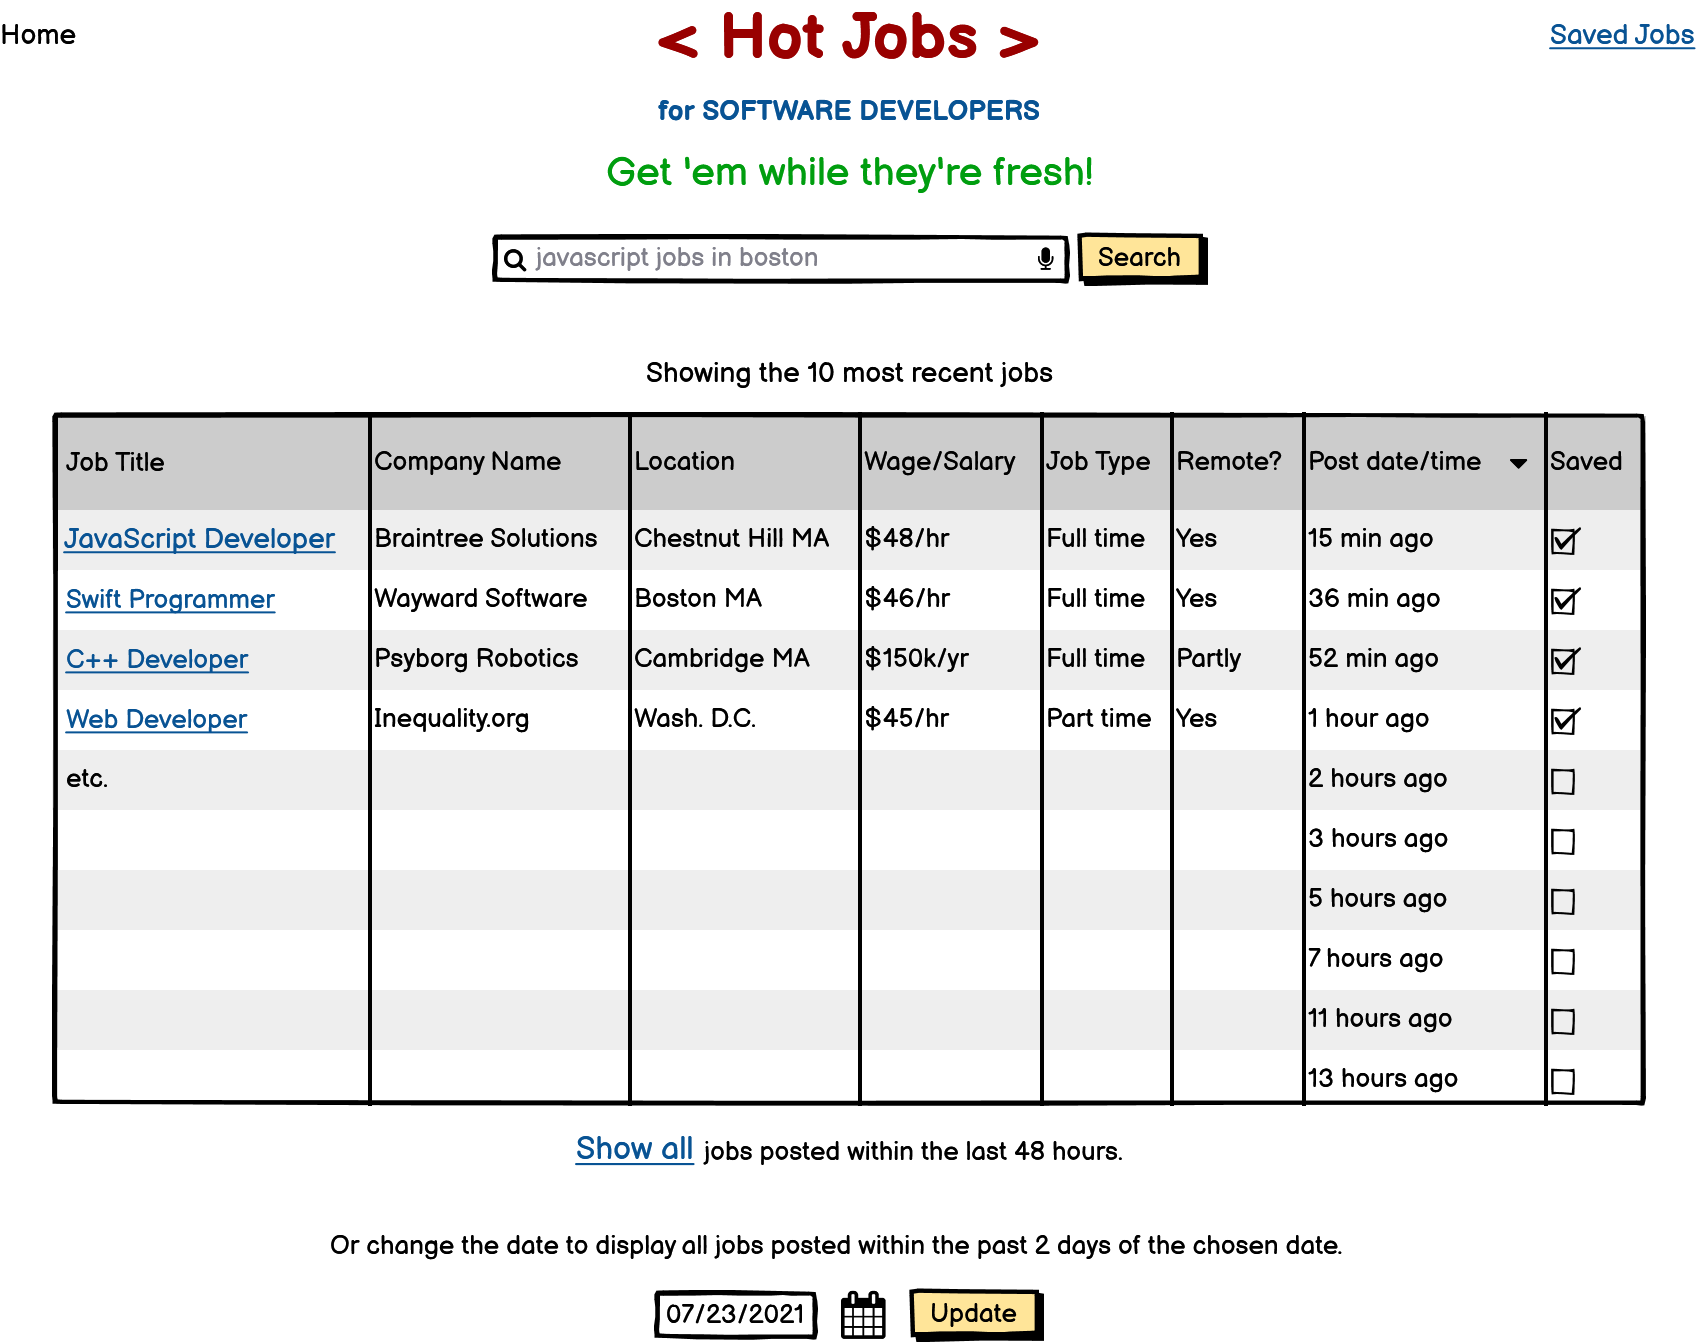 Home
< Hot Jobs >
Saved Jobs
for SOFTWARE DEVELOPERS
Get 'em while they're fresh!
javascript jobs in boston
Search
Showing the 10 most recent jobs
Job Title Company Name Location Wage/Salary Job Type Remote? Post date/time Saved
JavaScript Developer Braintree Solutions Chestnut Hill MA $48/hr Full time Yes 15 min ago
Swift Programmer Wayward Software Boston MA $46/hr Full time Yes 36 min ago
C++ Developer Psyborg Robotics Cambridge MA $150k/yr Full time Partly 52 min ago
Web Developer Inequality.org Wash. D.C. $45/hr Part time Yes 1 hour ago
etc. 2 hours ago
3 hours ago
5 hours ago
7 hours ago
11 hours ago
13 hours ago
Show all jobs posted within the last 48 hours.
Or change the date to display all jobs posted within the past 2 days of the chosen date.
07/23/2021
Update